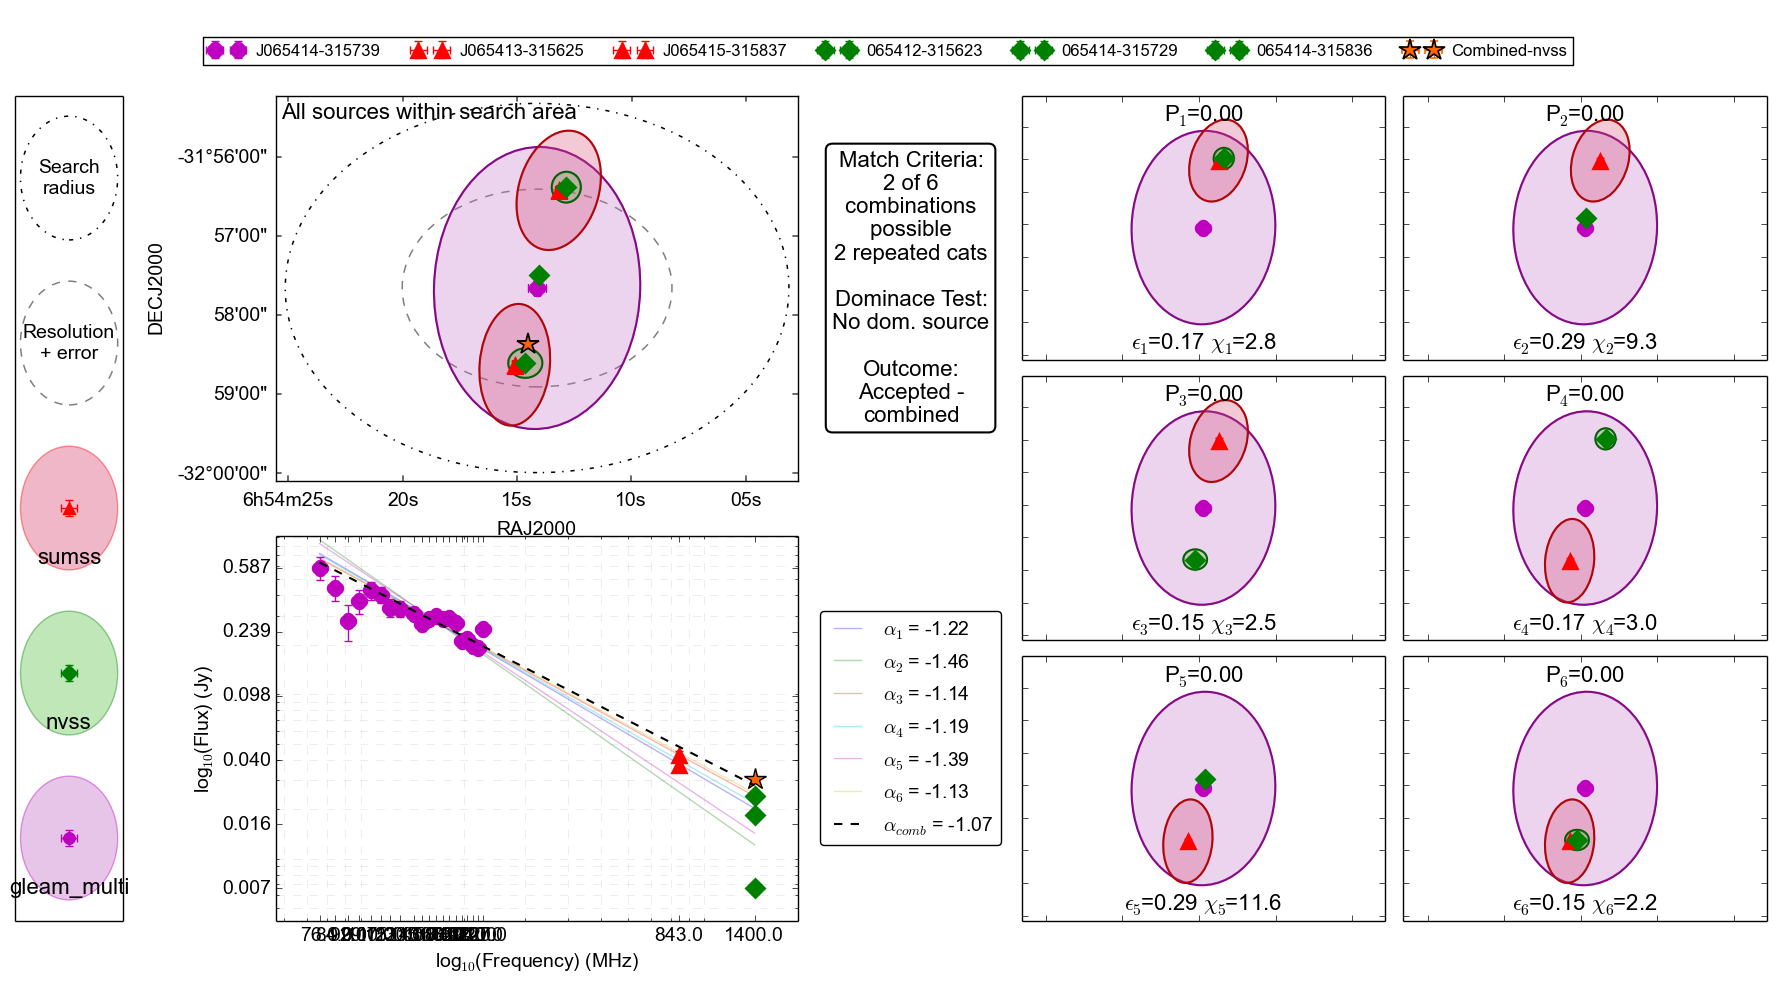 J065414-315739 J065413-315625 J065415-315837 065412-315623 065414-315729 065414-315836 Combined-nvss
Search
radius
Resolution
+ error
sumss
nvss
gleam_multi
All sources within search area
DECJ2000
-31°56'00"
57'00"
58'00"
59'00"
-32°00'00"
6h54m25s 20s 15s 10s 05s
RAJ2000
Match Criteria:
2 of 6
combinations
possible
2 repeated cats
Dominace Test:
No dom. source
Outcome:
Accepted -
combined
log₁₀(Flux) (Jy)
0.587
0.239
0.098
0.040
0.016
0.007
843.0 1400.0
log₁₀(Frequency) (MHz)
α₁ = -1.22
α₂ = -1.46
α₃ = -1.14
α₄ = -1.19
α₅ = -1.39
α₆ = -1.13
α_comb = -1.07
P₁=0.00
ϵ₁=0.17 χ₁=2.8
P₂=0.00
ϵ₂=0.29 χ₂=9.3
P₃=0.00
ϵ₃=0.15 χ₃=2.5
P₄=0.00
ϵ₄=0.17 χ₄=3.0
P₅=0.00
ϵ₅=0.29 χ₅=11.6
P₆=0.00
ϵ₆=0.15 χ₆=2.2